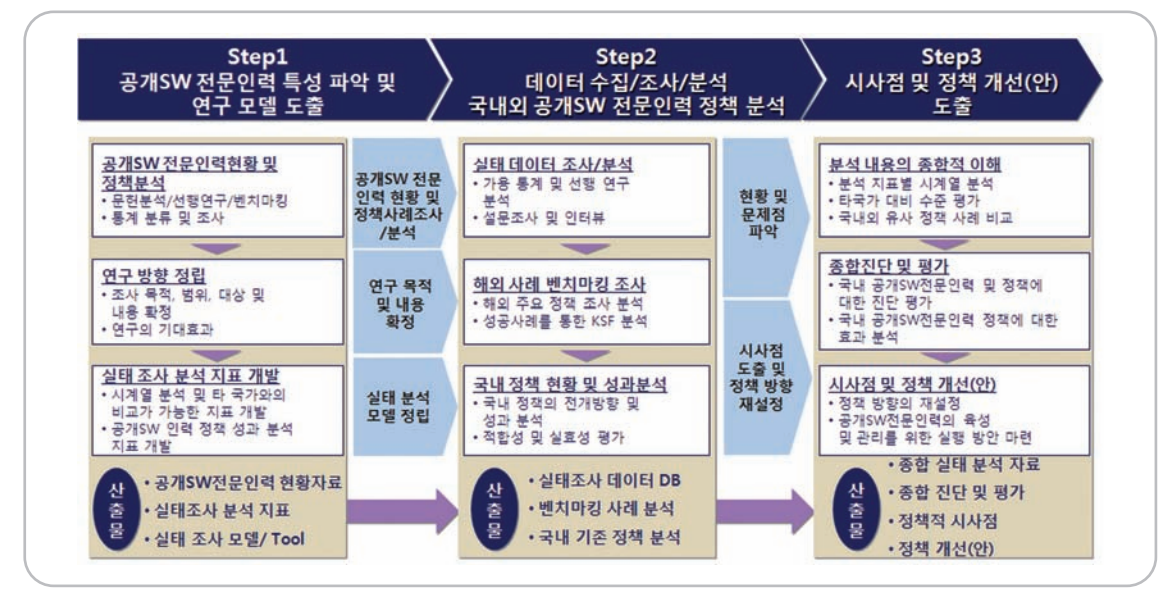 Step1
공개SW 전문인력 특성 파악 및
연구 모델 도출
Step2
데이터 수집/조사/분석
국내외 공개SW 전문인력 정책 분석
Step3
시사점 및 정책 개선(안)
도출
공개SW 전문인력현황 및
정책분석
• 문헌분석/선행연구/벤치마킹
• 통계 분류 및 조사
연구 방향 정립
• 조사 목적, 범위, 대상 및
내용 확정
• 연구의 기대효과
실태 조사 분석 지표 개발
• 시계열 분석 및 타 국가와의
비교가 가능한 지표 개발
• 공개SW 인력 정책 성과 분석
지표 개발
산출물
• 공개SW전문인력 현황자료
• 실태조사 분석 지표
• 실태 조사 모델/ Tool
공개SW 전문
인력 현황 및
정책사례조사
/분석
연구 목적
및 내용
확정
실태 분석
모델 정립
실태 데이터 조사/분석
• 가용 통계 및 선행 연구
분석
• 설문조사 및 인터뷰
해외 사례 벤치마킹 조사
• 해외 주요 정책 조사 분석
• 성공사례를 통한 KSF 분석
국내 정책 현황 및 성과분석
• 국내 정책의 전개방향 및
성과 분석
• 적합성 및 실효성 평가
산출물
• 실태조사 데이터 DB
• 벤치마킹 사례 분석
• 국내 기존 정책 분석
현황 및
문제점
파악
시사점
도출 및
정책 방향
재설정
분석 내용의 종합적 이해
• 분석 지표별 시계열 분석
• 타국가 대비 수준 평가
• 국내외 유사 정책 사례 비교
종합진단 및 평가
• 국내 공개SW전문인력 및 정책에
대한 진단 평가
• 국내 공개SW전문인력 정책에 대한
효과 분석
시사점 및 정책 개선(안)
• 정책 방향의 재설정
• 공개SW전문인력의 육성
및 관리를 위한 실행 방안 마련
산출물
• 종합 실태 분석 자료
• 종합 진단 및 평가
• 정책적 시사점
• 정책 개선(안)